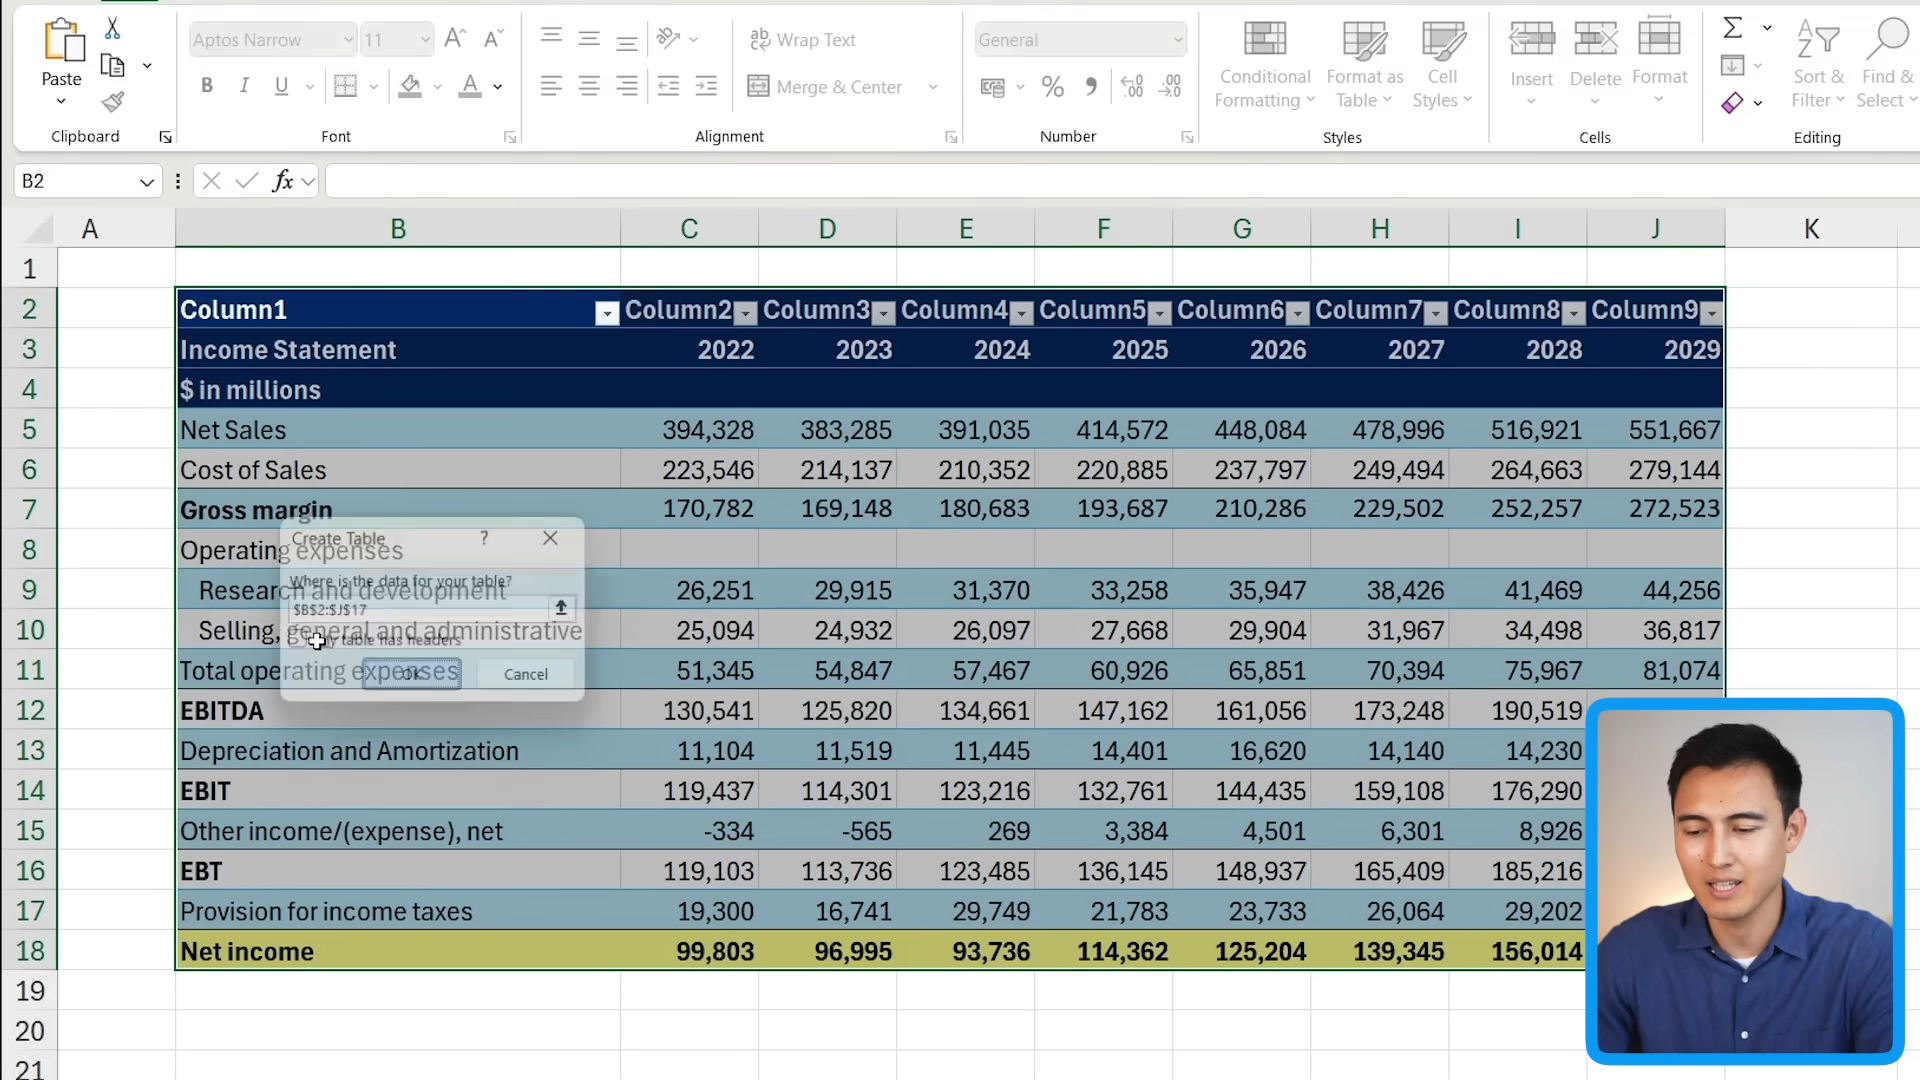 Paste
Clipboard
Aptos Narrow
11
B I U
Font
Wrap Text
Merge & Center
Alignment
General
Number
Conditional Formatting
Format as Table
Cell Styles
Styles
Insert
Delete
Format
Cells
Sort & Filter
Find & Select
Editing
B2
fx
A B C D E F G H I J K
1
2 Column1 Column2 Column3 Column4 Column5 Column6 Column7 Column8 Column9
3 Income Statement 2022 2023 2024 2025 2026 2027 2028 2029
4 $ in millions
5 Net Sales 394,328 383,285 391,035 414,572 448,084 478,996 516,921 551,667
6 Cost of Sales 223,546 214,137 210,352 220,885 237,797 249,494 264,663 279,144
7 Gross margin 170,782 169,148 180,683 193,687 210,286 229,502 252,257 272,523
8 Operating expenses
9 Research and development 26,251 29,915 31,370 33,258 35,947 38,426 41,469 44,256
10 Selling, general and administrative 25,094 24,932 26,097 27,668 29,904 31,967 34,498 36,817
11 Total operating expenses 51,345 54,847 57,467 60,926 65,851 70,394 75,967 81,074
12 EBITDA 130,541 125,820 134,661 147,162 161,056 173,248 190,519
13 Depreciation and Amortization 11,104 11,519 11,445 14,401 16,620 14,140 14,230
14 EBIT 119,437 114,301 123,216 132,761 144,435 159,108 176,290
15 Other income/(expense), net -334 -565 269 3,384 4,501 6,301 8,926
16 EBT 119,103 113,736 123,485 136,145 148,937 165,409 185,216
17 Provision for income taxes 19,300 16,741 29,749 21,783 23,733 26,064 29,202
18 Net income 99,803 96,995 93,736 114,362 125,204 139,345 156,014
19
20
21
Create Table ?
Where is the data for your table?
$B$2:$J$17
My table has headers
OK Cancel